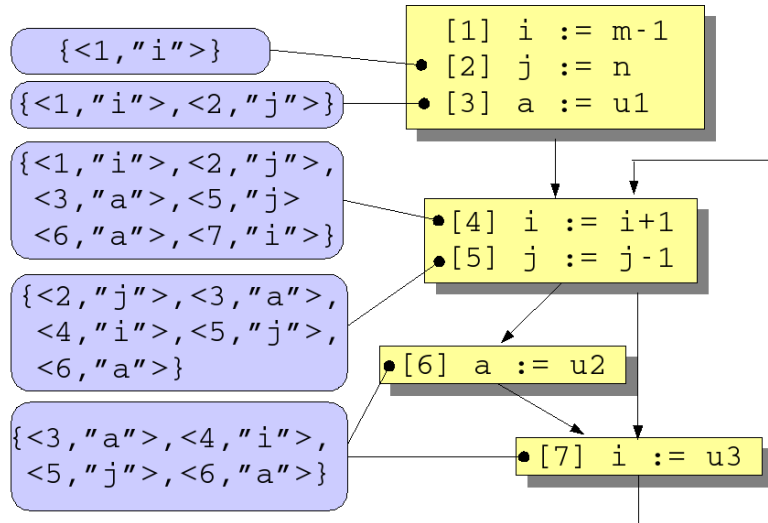 {<1,"i">}
{<1,"i">,<2,"j">}
{<1,"i">,<2,"j">,
<3,"a">,<5,"j>
<6,"a">,<7,"i">}
{<2,"j">,<3,"a">,
<4,"i">,<5,"j">,
<6,"a">}
{<3,"a">,<4,"i">,
<5,"j">,<6,"a">}
[1] i := m-1
[2] j := n
[3] a := u1
[4] i := i+1
[5] j := j-1
[6] a := u2
[7] i := u3